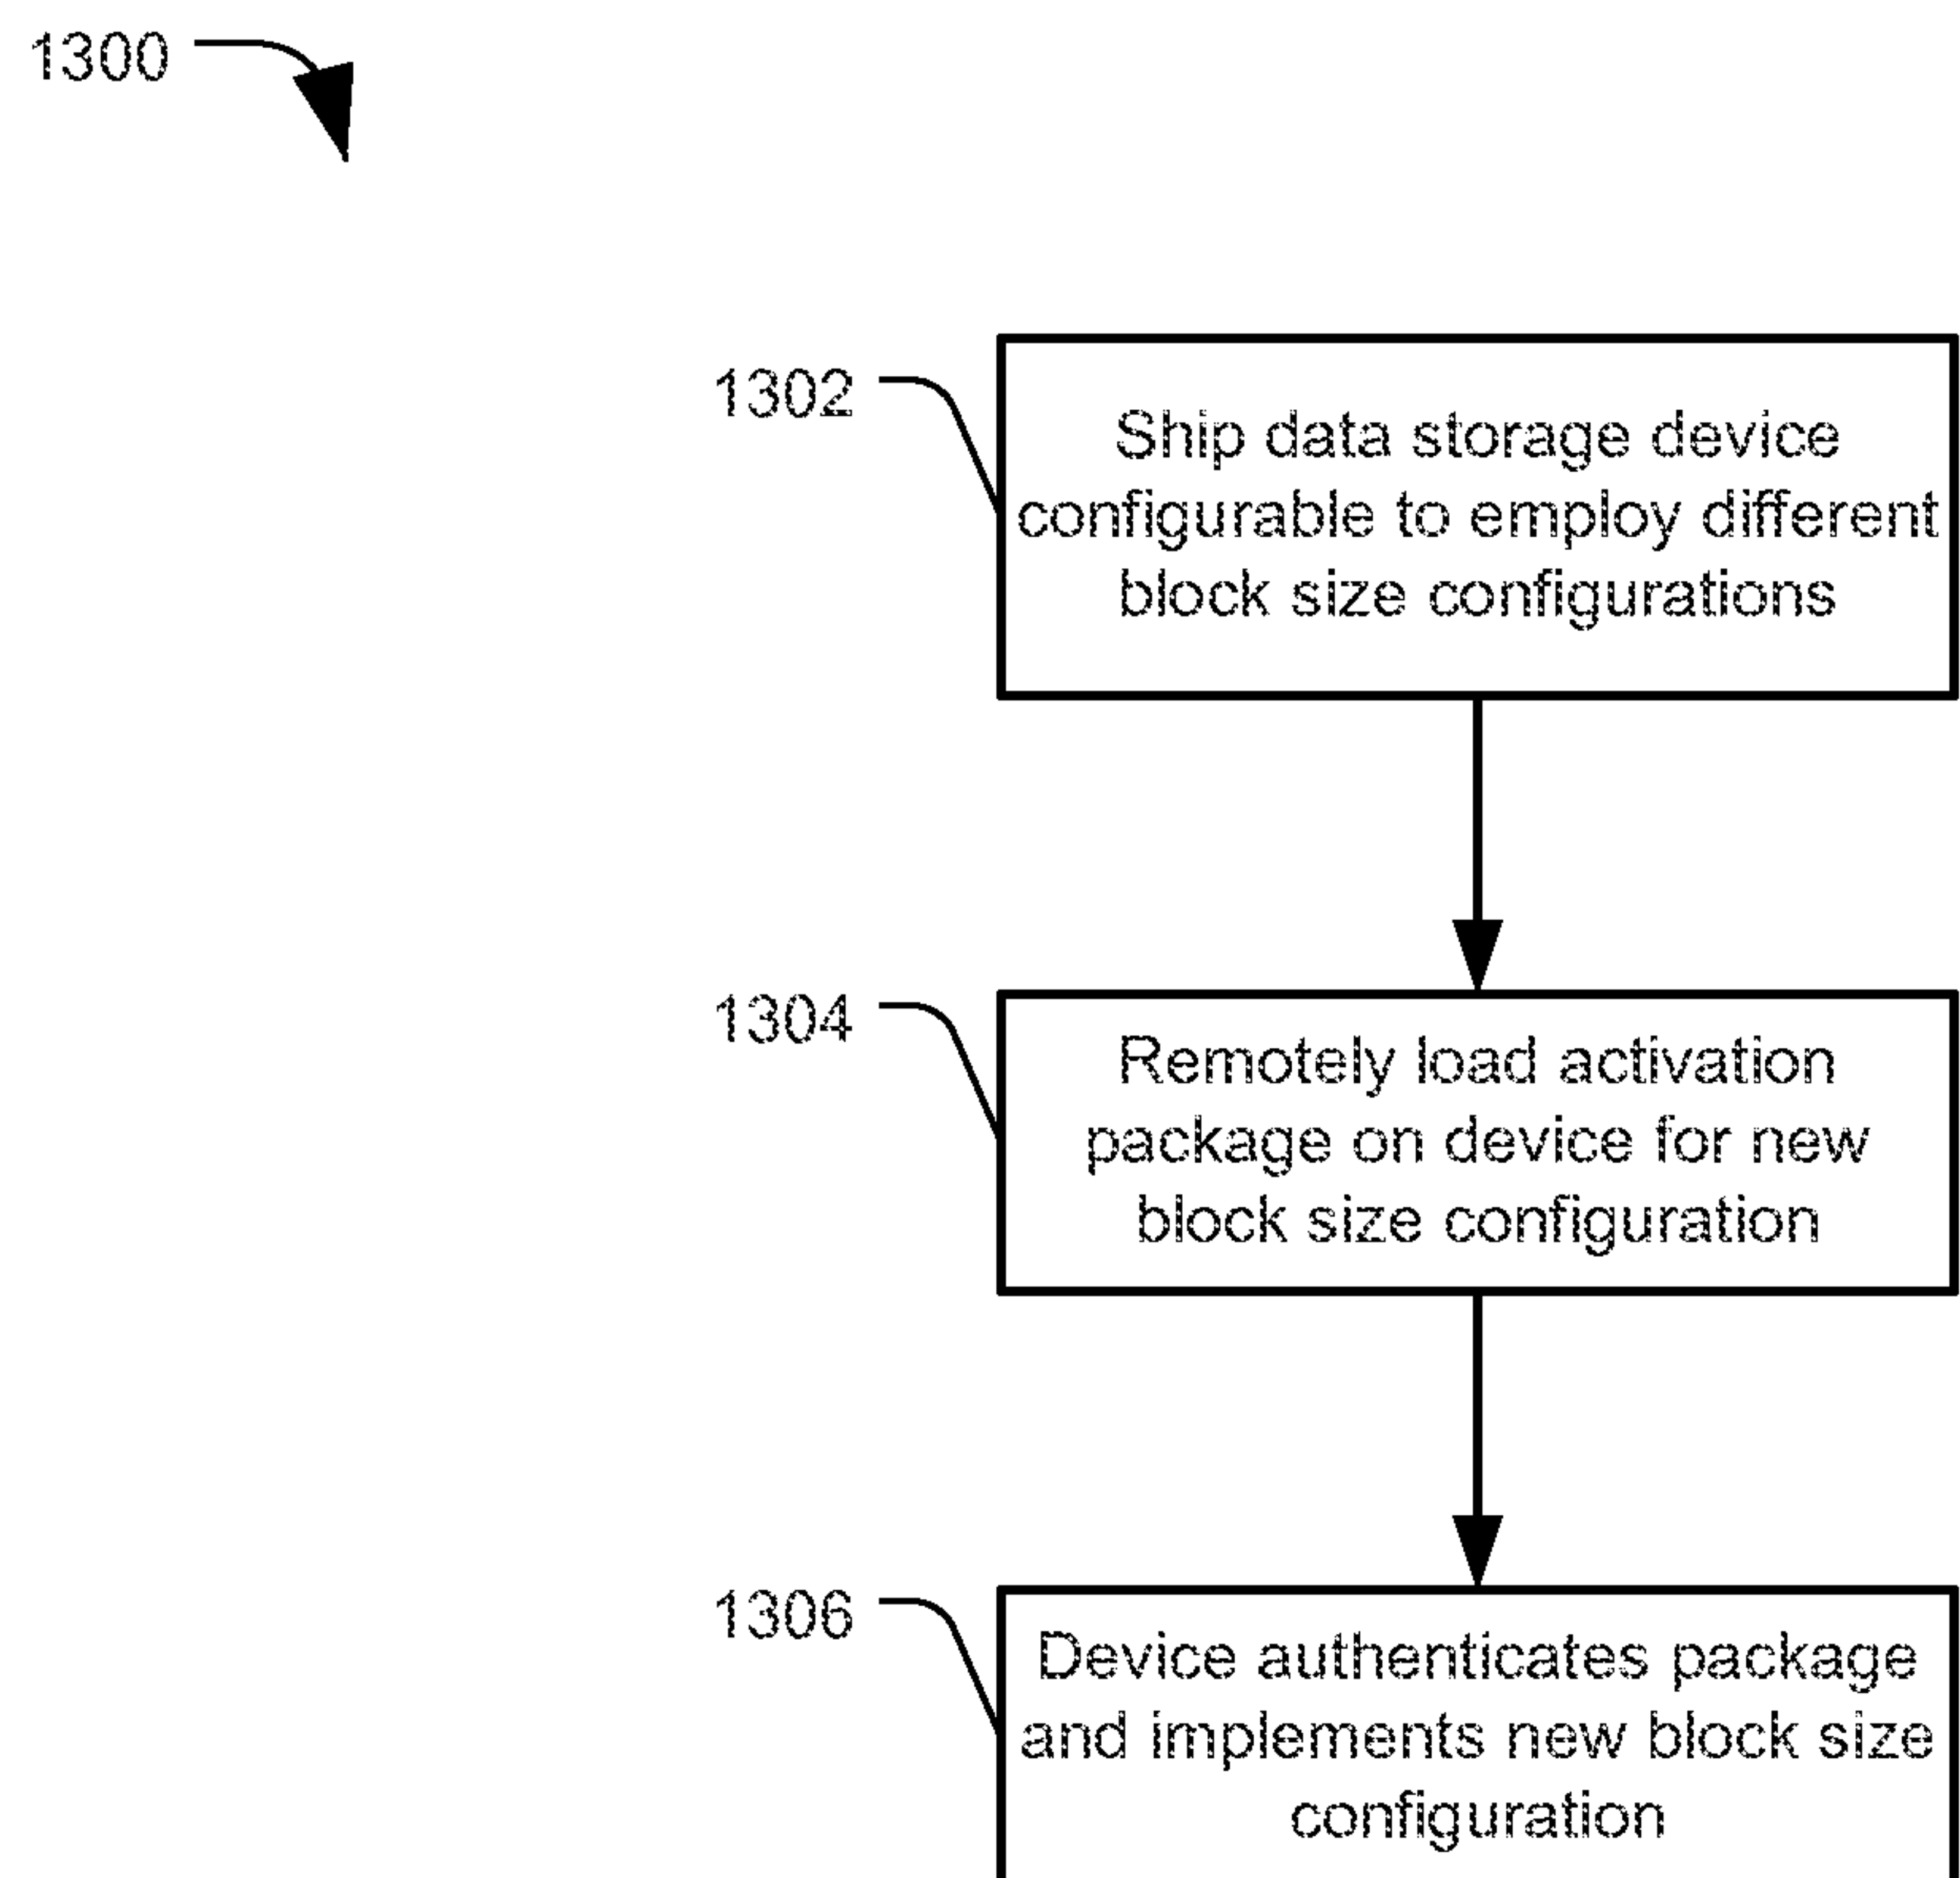 1300
1302
Ship data storage device
configurable to employ different
block size configurations
1304
Remotely load activation
package on device for new
block size configuration
1306
Device authenticates package
and implements new block size
configuration